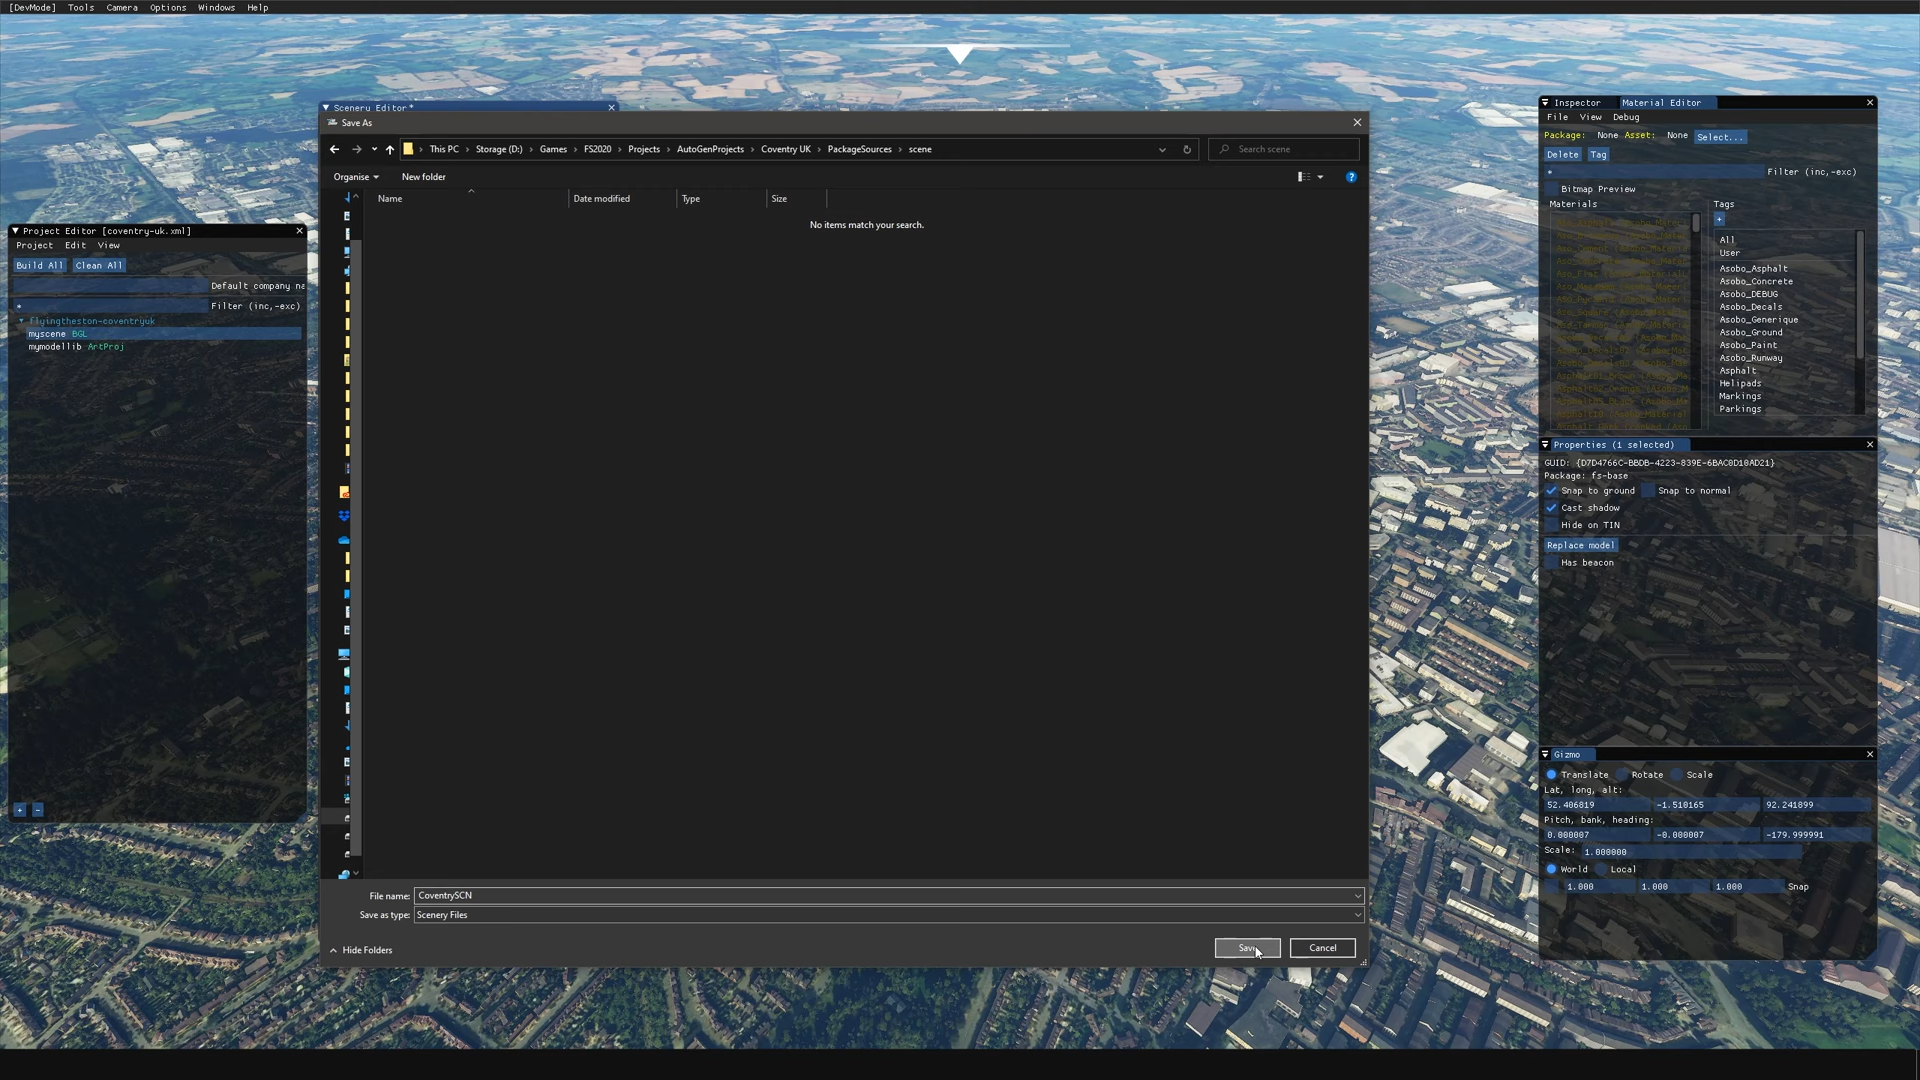 [DevMode] Tools Camera Options Windows Help
Scenery Editor*
Save As
This PC Storage (D:) Games FS2020 Projects AutoGenProjects Coventry UK PackageSources scene
Search scene
Organise New folder
Name Date modified Type Size
No items match your search.
File name: CoventrySCN
Save as type: Scenery Files
Hide Folders
Save Cancel
Project Editor [coventry-uk.xml]
Project Edit View
Build All Clean All
Default company na
* Filter (inc,-exc)
flyingtheston-coventryuk
myscene BGL
mymodellib ArtProj
+ -
Inspector Material Editor
File View Debug
Package: None Asset: None Select...
Delete Tag
* Filter (inc,-exc)
Bitmap Preview
Materials
Tags
+
All
User
Asobo_Asphalt
Asobo_Concrete
Asobo_DEBUG
Asobo_Decals
Asobo_Generique
Asobo_Ground
Asobo_Paint
Asobo_Runway
Asphalt
Helipads
Markings
Parkings
Properties (1 selected)
GUID: {D7D4766C-BBDB-4223-839E-6BAC0D10AD21}
Package: fs-base
Snap to ground Snap to normal
Cast shadow
Hide on TIN
Replace model
Has beacon
Gizmo
Translate Rotate Scale
Lat, long, alt:
52.406819 -1.510165 92.241899
Pitch, bank, heading:
0.000007 -0.000007 -179.999991
Scale: 1.000000
World Local
1.000 1.000 1.000 Snap